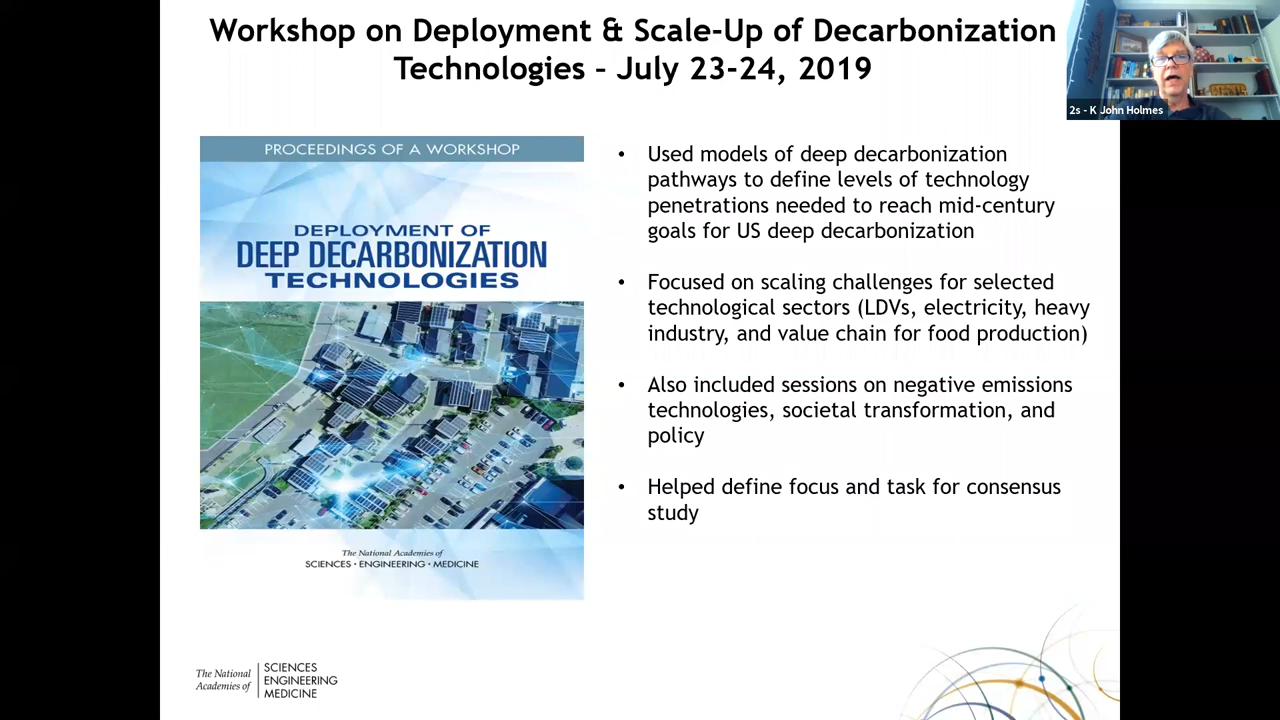 Workshop on Deployment & Scale-Up of Decarbonization
Technologies – July 23-24, 2019
2s - K John Holmes
PROCEEDINGS OF A WORKSHOP
DEPLOYMENT OF
DEEP DECARBONIZATION
TECHNOLOGIES
The National Academies of
SCIENCES • ENGINEERING • MEDICINE
• Used models of deep decarbonization
pathways to define levels of technology
penetrations needed to reach mid-century
goals for US deep decarbonization
• Focused on scaling challenges for selected
technological sectors (LDVs, electricity, heavy
industry, and value chain for food production)
• Also included sessions on negative emissions
technologies, societal transformation, and
policy
• Helped define focus and task for consensus
study
The National
Academies of
SCIENCES
ENGINEERING
MEDICINE